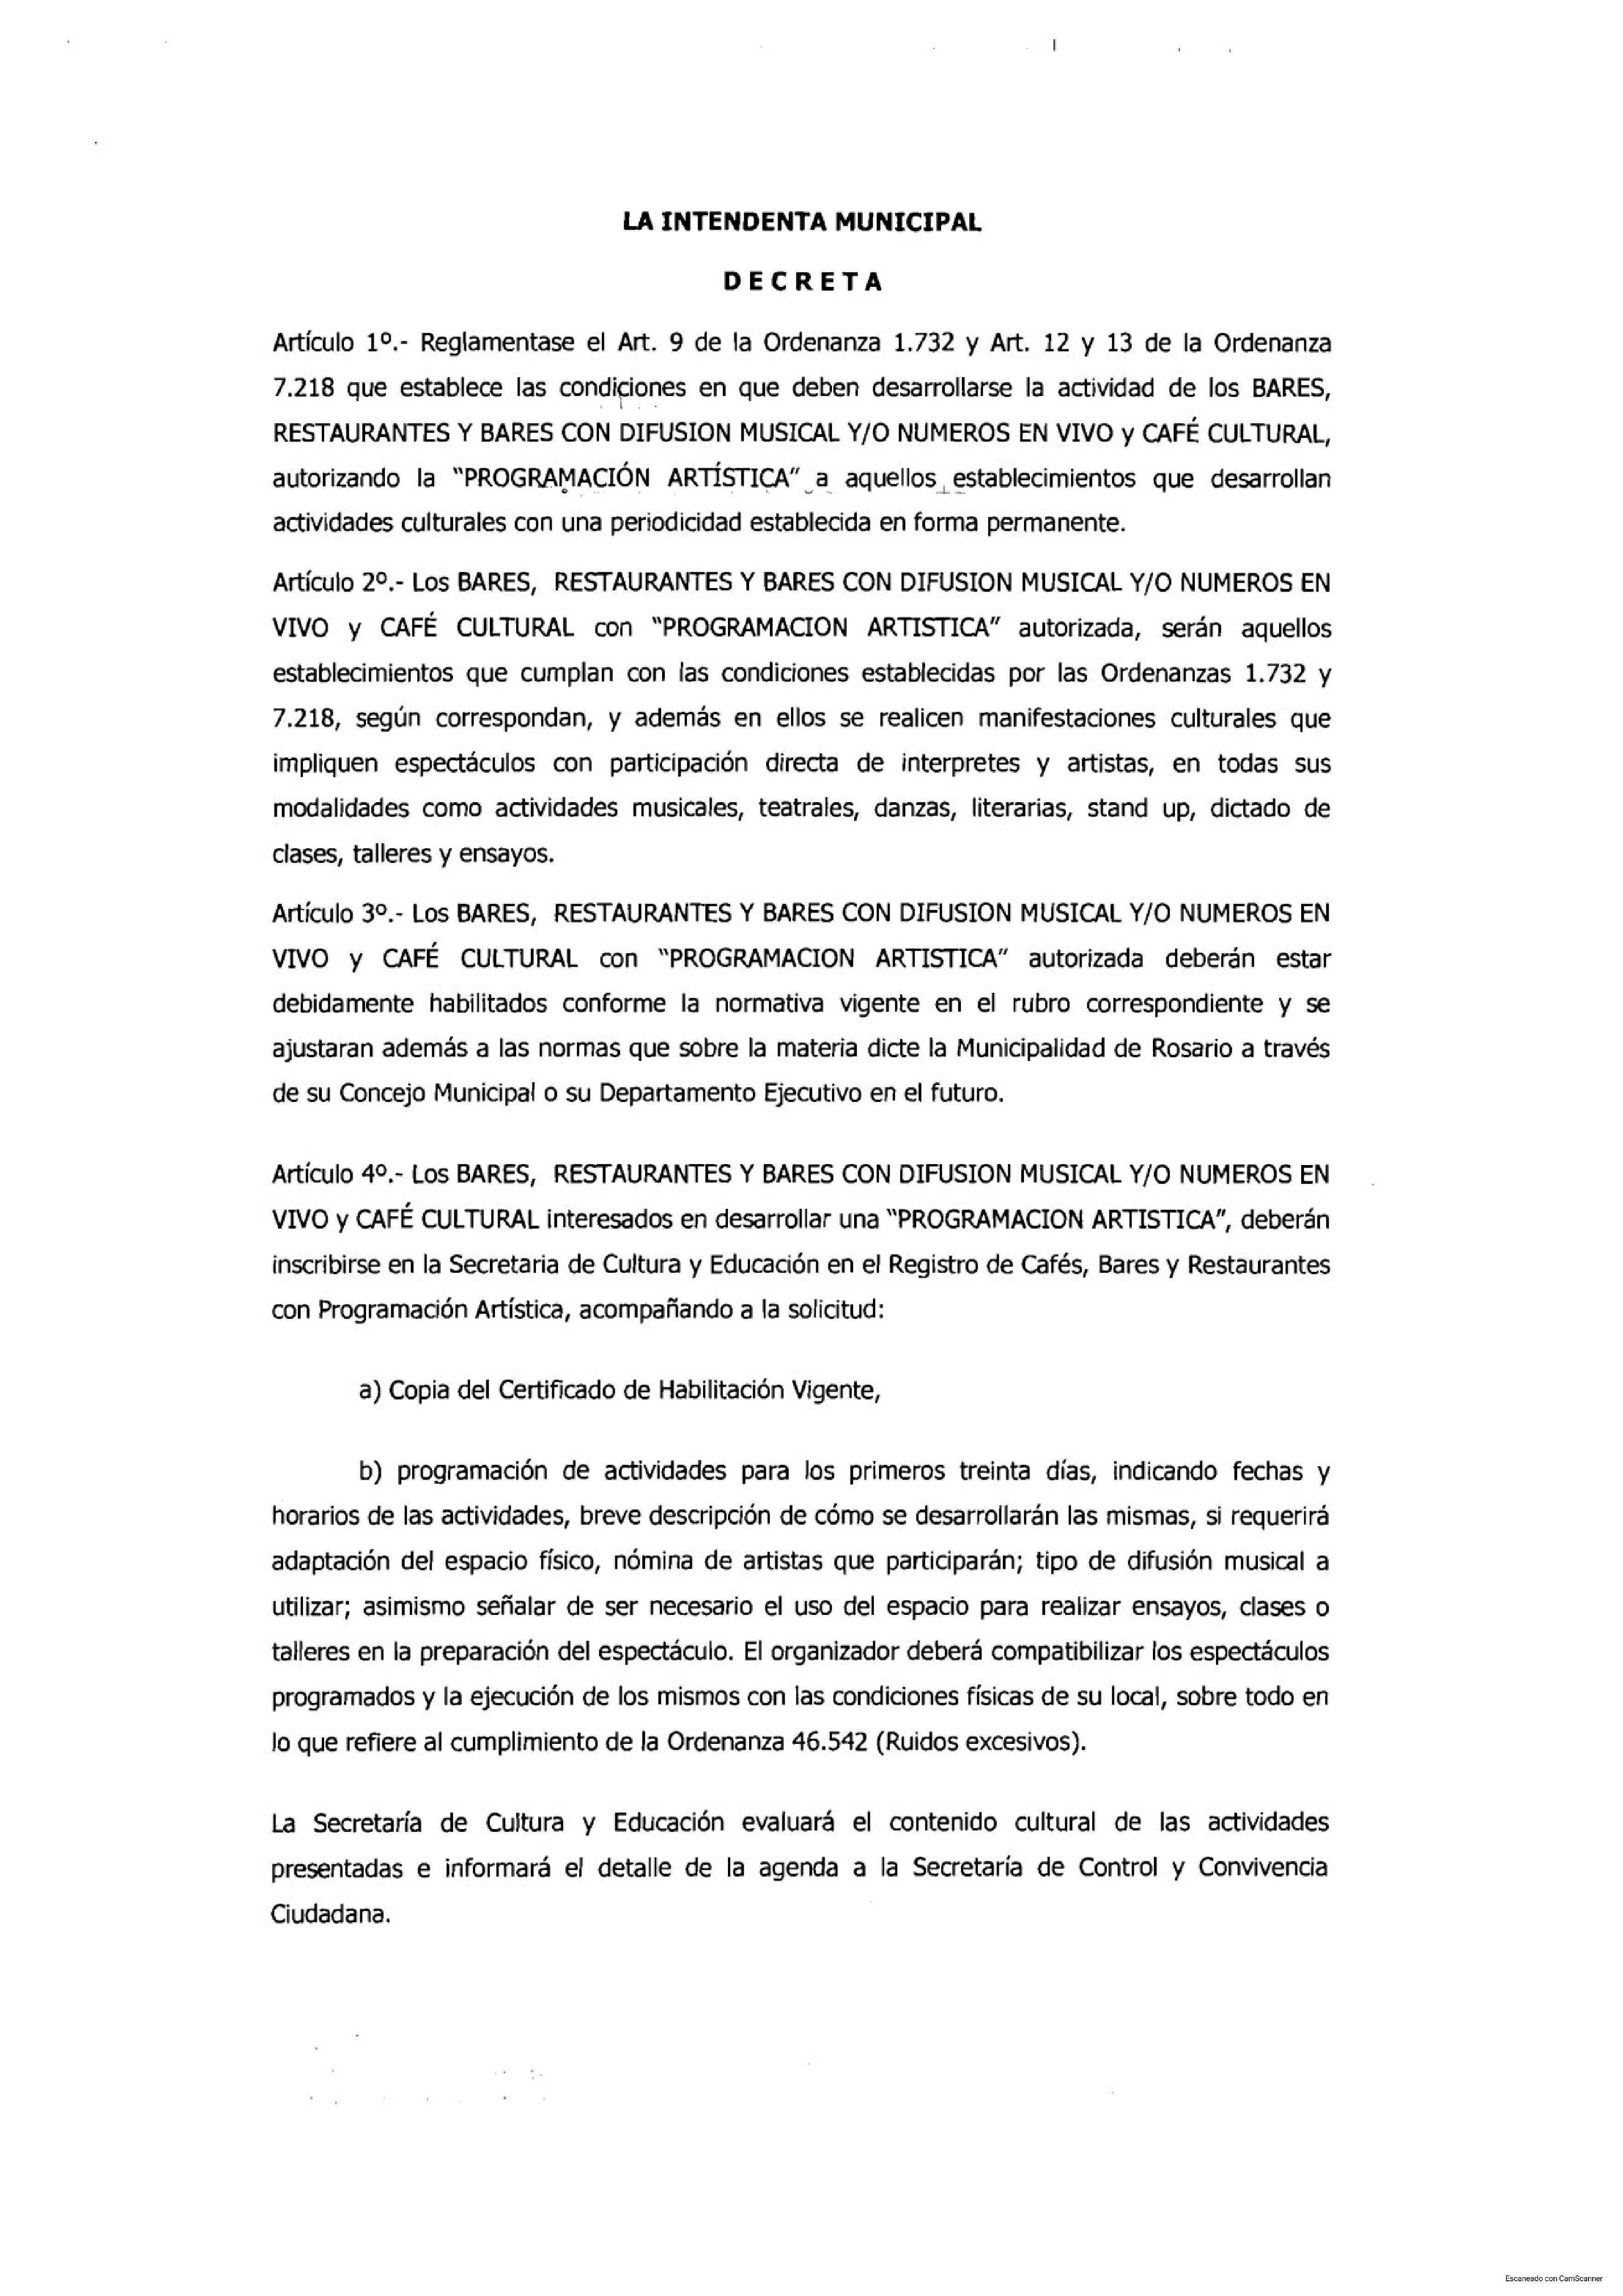 LA INTENDENTA MUNICIPAL
D E C R E T A
Artículo 1º.- Reglamentase el Art. 9 de la Ordenanza 1.732 y Art. 12 y 13 de la Ordenanza
7.218 que establece las condiciones en que deben desarrollarse la actividad de los BARES,
RESTAURANTES Y BARES CON DIFUSION MUSICAL Y/O NUMEROS EN VIVO y CAFÉ CULTURAL,
autorizando la "PROGRAMACIÓN ARTÍSTICA" a aquellos establecimientos que desarrollan
actividades culturales con una periodicidad establecida en forma permanente.
Artículo 2º.- Los BARES, RESTAURANTES Y BARES CON DIFUSION MUSICAL Y/O NUMEROS EN
VIVO y CAFÉ CULTURAL con "PROGRAMACION ARTISTICA" autorizada, serán aquellos
establecimientos que cumplan con las condiciones establecidas por las Ordenanzas 1.732 y
7.218, según correspondan, y además en ellos se realicen manifestaciones culturales que
impliquen espectáculos con participación directa de interpretes y artistas, en todas sus
modalidades como actividades musicales, teatrales, danzas, literarias, stand up, dictado de
clases, talleres y ensayos.
Artículo 3º.- Los BARES, RESTAURANTES Y BARES CON DIFUSION MUSICAL Y/O NUMEROS EN
VIVO y CAFÉ CULTURAL con "PROGRAMACION ARTISTICA" autorizada deberán estar
debidamente habilitados conforme la normativa vigente en el rubro correspondiente y se
ajustaran además a las normas que sobre la materia dicte la Municipalidad de Rosario a través
de su Concejo Municipal o su Departamento Ejecutivo en el futuro.
Artículo 4º.- Los BARES, RESTAURANTES Y BARES CON DIFUSION MUSICAL Y/O NUMEROS EN
VIVO y CAFÉ CULTURAL interesados en desarrollar una "PROGRAMACION ARTISTICA", deberán
inscribirse en la Secretaria de Cultura y Educación en el Registro de Cafés, Bares y Restaurantes
con Programación Artística, acompañando a la solicitud:
a) Copia del Certificado de Habilitación Vigente,
b) programación de actividades para los primeros treinta días, indicando fechas y
horarios de las actividades, breve descripción de cómo se desarrollarán las mismas, si requerirá
adaptación del espacio físico, nómina de artistas que participarán; tipo de difusión musical a
utilizar; asimismo señalar de ser necesario el uso del espacio para realizar ensayos, clases o
talleres en la preparación del espectáculo. El organizador deberá compatibilizar los espectáculos
programados y la ejecución de los mismos con las condiciones físicas de su local, sobre todo en
lo que refiere al cumplimiento de la Ordenanza 46.542 (Ruidos excesivos).
La Secretaría de Cultura y Educación evaluará el contenido cultural de las actividades
presentadas e informará el detalle de la agenda a la Secretaría de Control y Convivencia
Ciudadana.
Escaneado con CamScanner